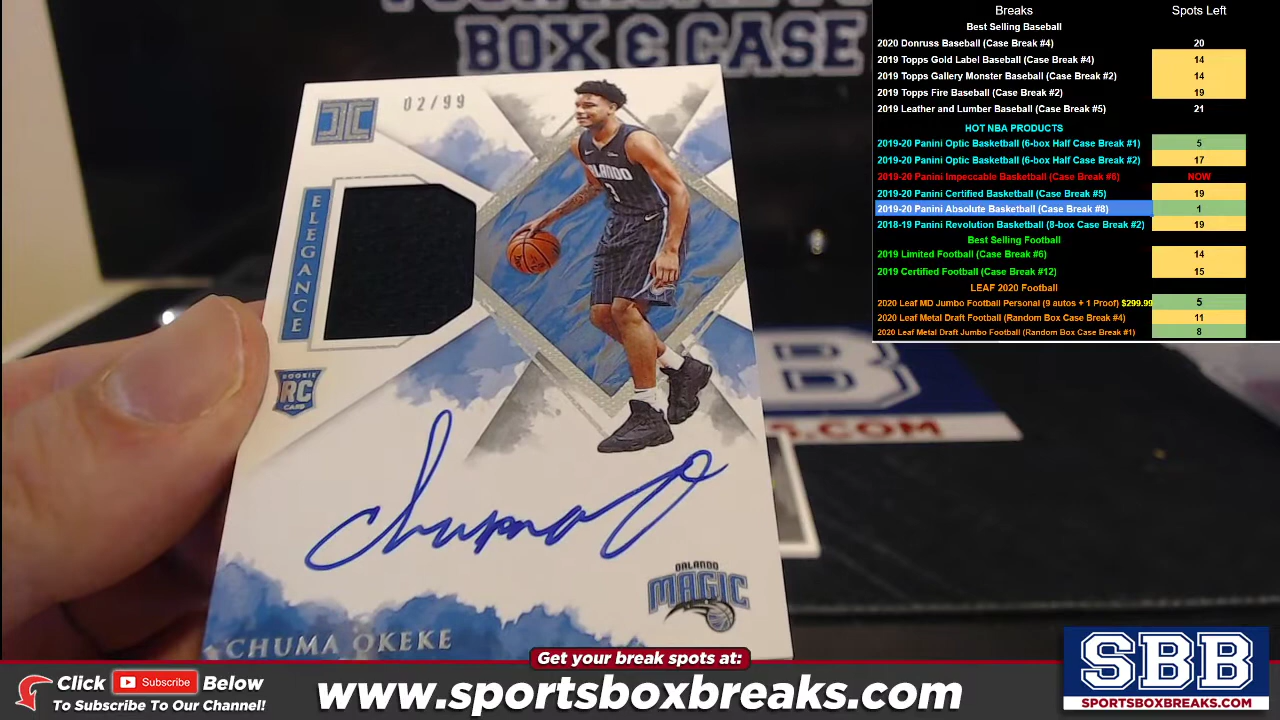 YOUR HOME FOR
BOX & CASE
02/99
ELEGANCE
ROOKIE
RC
CARD
ORLANDO
3
ORLANDO
MAGIC
CHUMA OKEKE
B
S.COM
Breaks Spots Left
Best Selling Baseball
2020 Donruss Baseball (Case Break #4) 20
2019 Topps Gold Label Baseball (Case Break #4) 14
2019 Topps Gallery Monster Baseball (Case Break #2) 14
2019 Topps Fire Baseball (Case Break #2) 19
2019 Leather and Lumber Baseball (Case Break #5) 21
HOT NBA PRODUCTS
2019-20 Panini Optic Basketball (6-box Half Case Break #1) 5
2019-20 Panini Optic Basketball (6-box Half Case Break #2) 17
2019-20 Panini Impeccable Basketball (Case Break #6) NOW
2019-20 Panini Certified Basketball (Case Break #5) 19
2019-20 Panini Absolute Basketball (Case Break #8) 1
2018-19 Panini Revolution Basketball (8-box Case Break #2) 19
Best Selling Football
2019 Limited Football (Case Break #6) 14
2019 Certified Football (Case Break #12) 15
LEAF 2020 Football
2020 Leaf MD Jumbo Football Personal (9 autos + 1 Proof) $299.99 5
2020 Leaf Metal Draft Football (Random Box Case Break #4) 11
2020 Leaf Metal Draft Jumbo Football (Random Box Case Break #1) 8
Get your break spots at:
Click Subscribe Below
To Subscribe To Our Channel!
www.sportsboxbreaks.com
SBB
SPORTSBOXBREAKS.COM